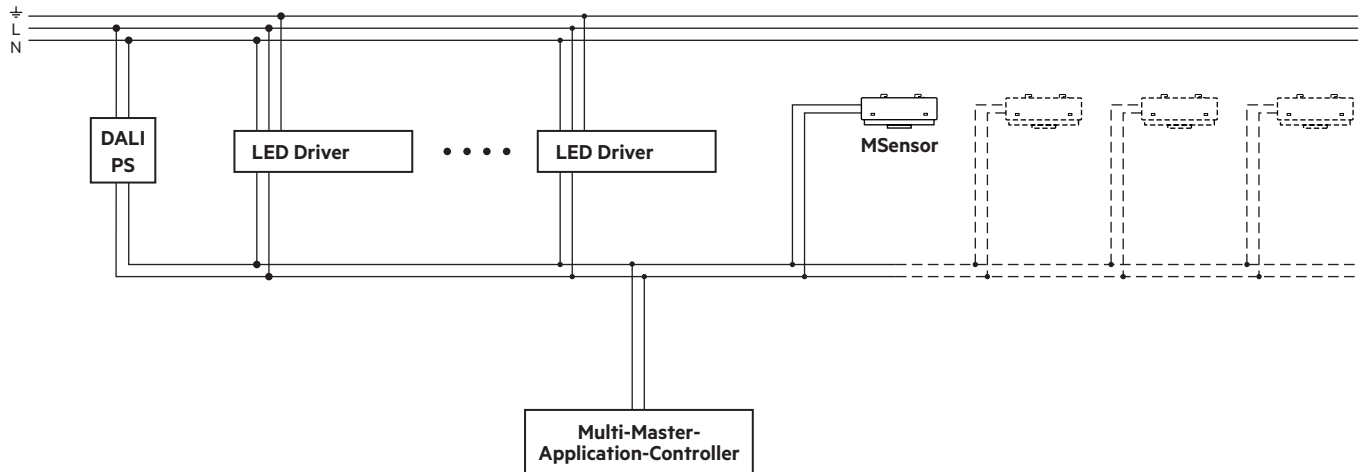 L
N
DALI
PS
LED Driver
LED Driver
MSensor
Multi-Master-
Application-Controller